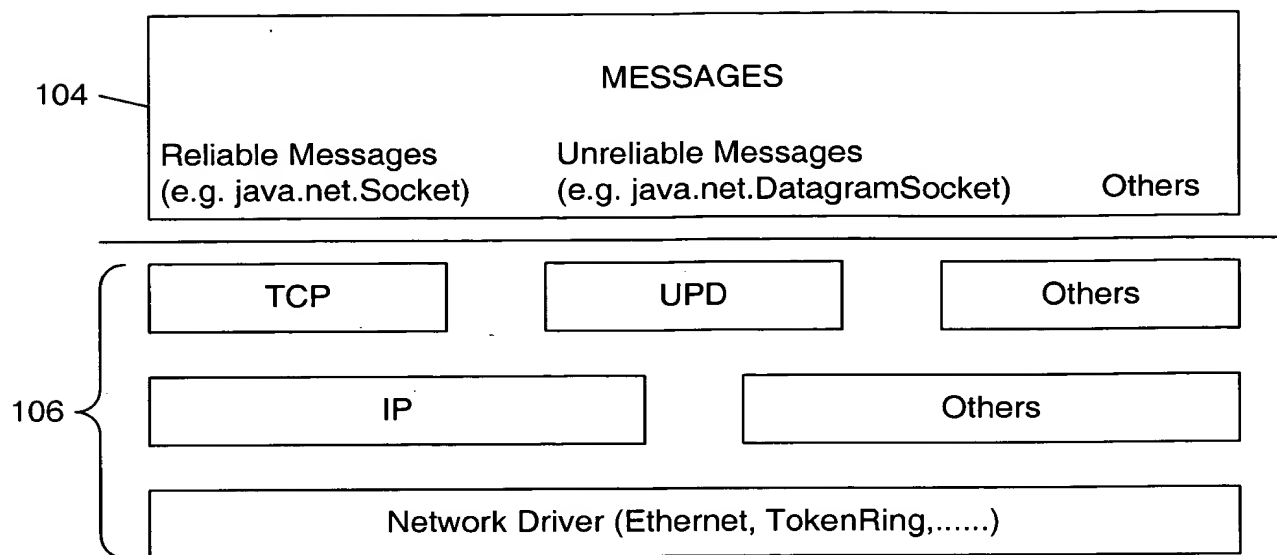 MESSAGES
104
Reliable Messages
(e.g. java.net.Socket)
Unreliable Messages
(e.g. java.net.DatagramSocket)
Others
TCP
UPD
Others
106
IP
Others
Network Driver (Ethernet, TokenRing,......)